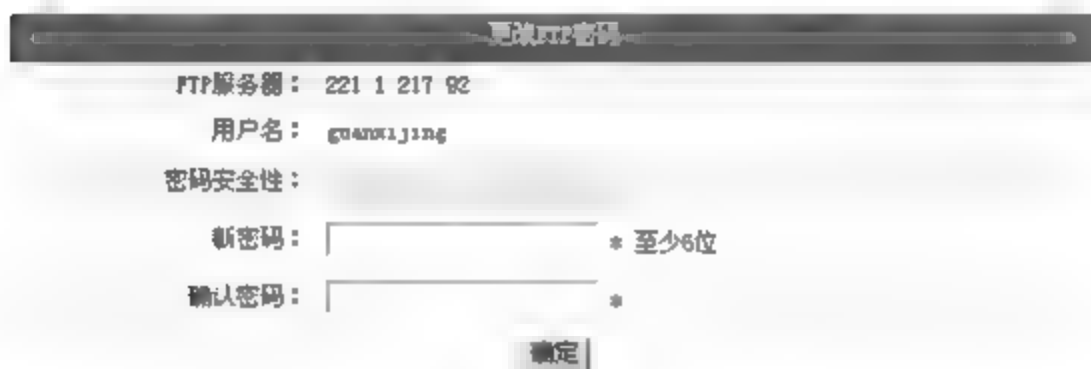 更改FTP密码
FTP服务器： 221 1 217 92
用户名： guanxijing
密码安全性：
新密码： * 至少6位
确认密码： *
确定